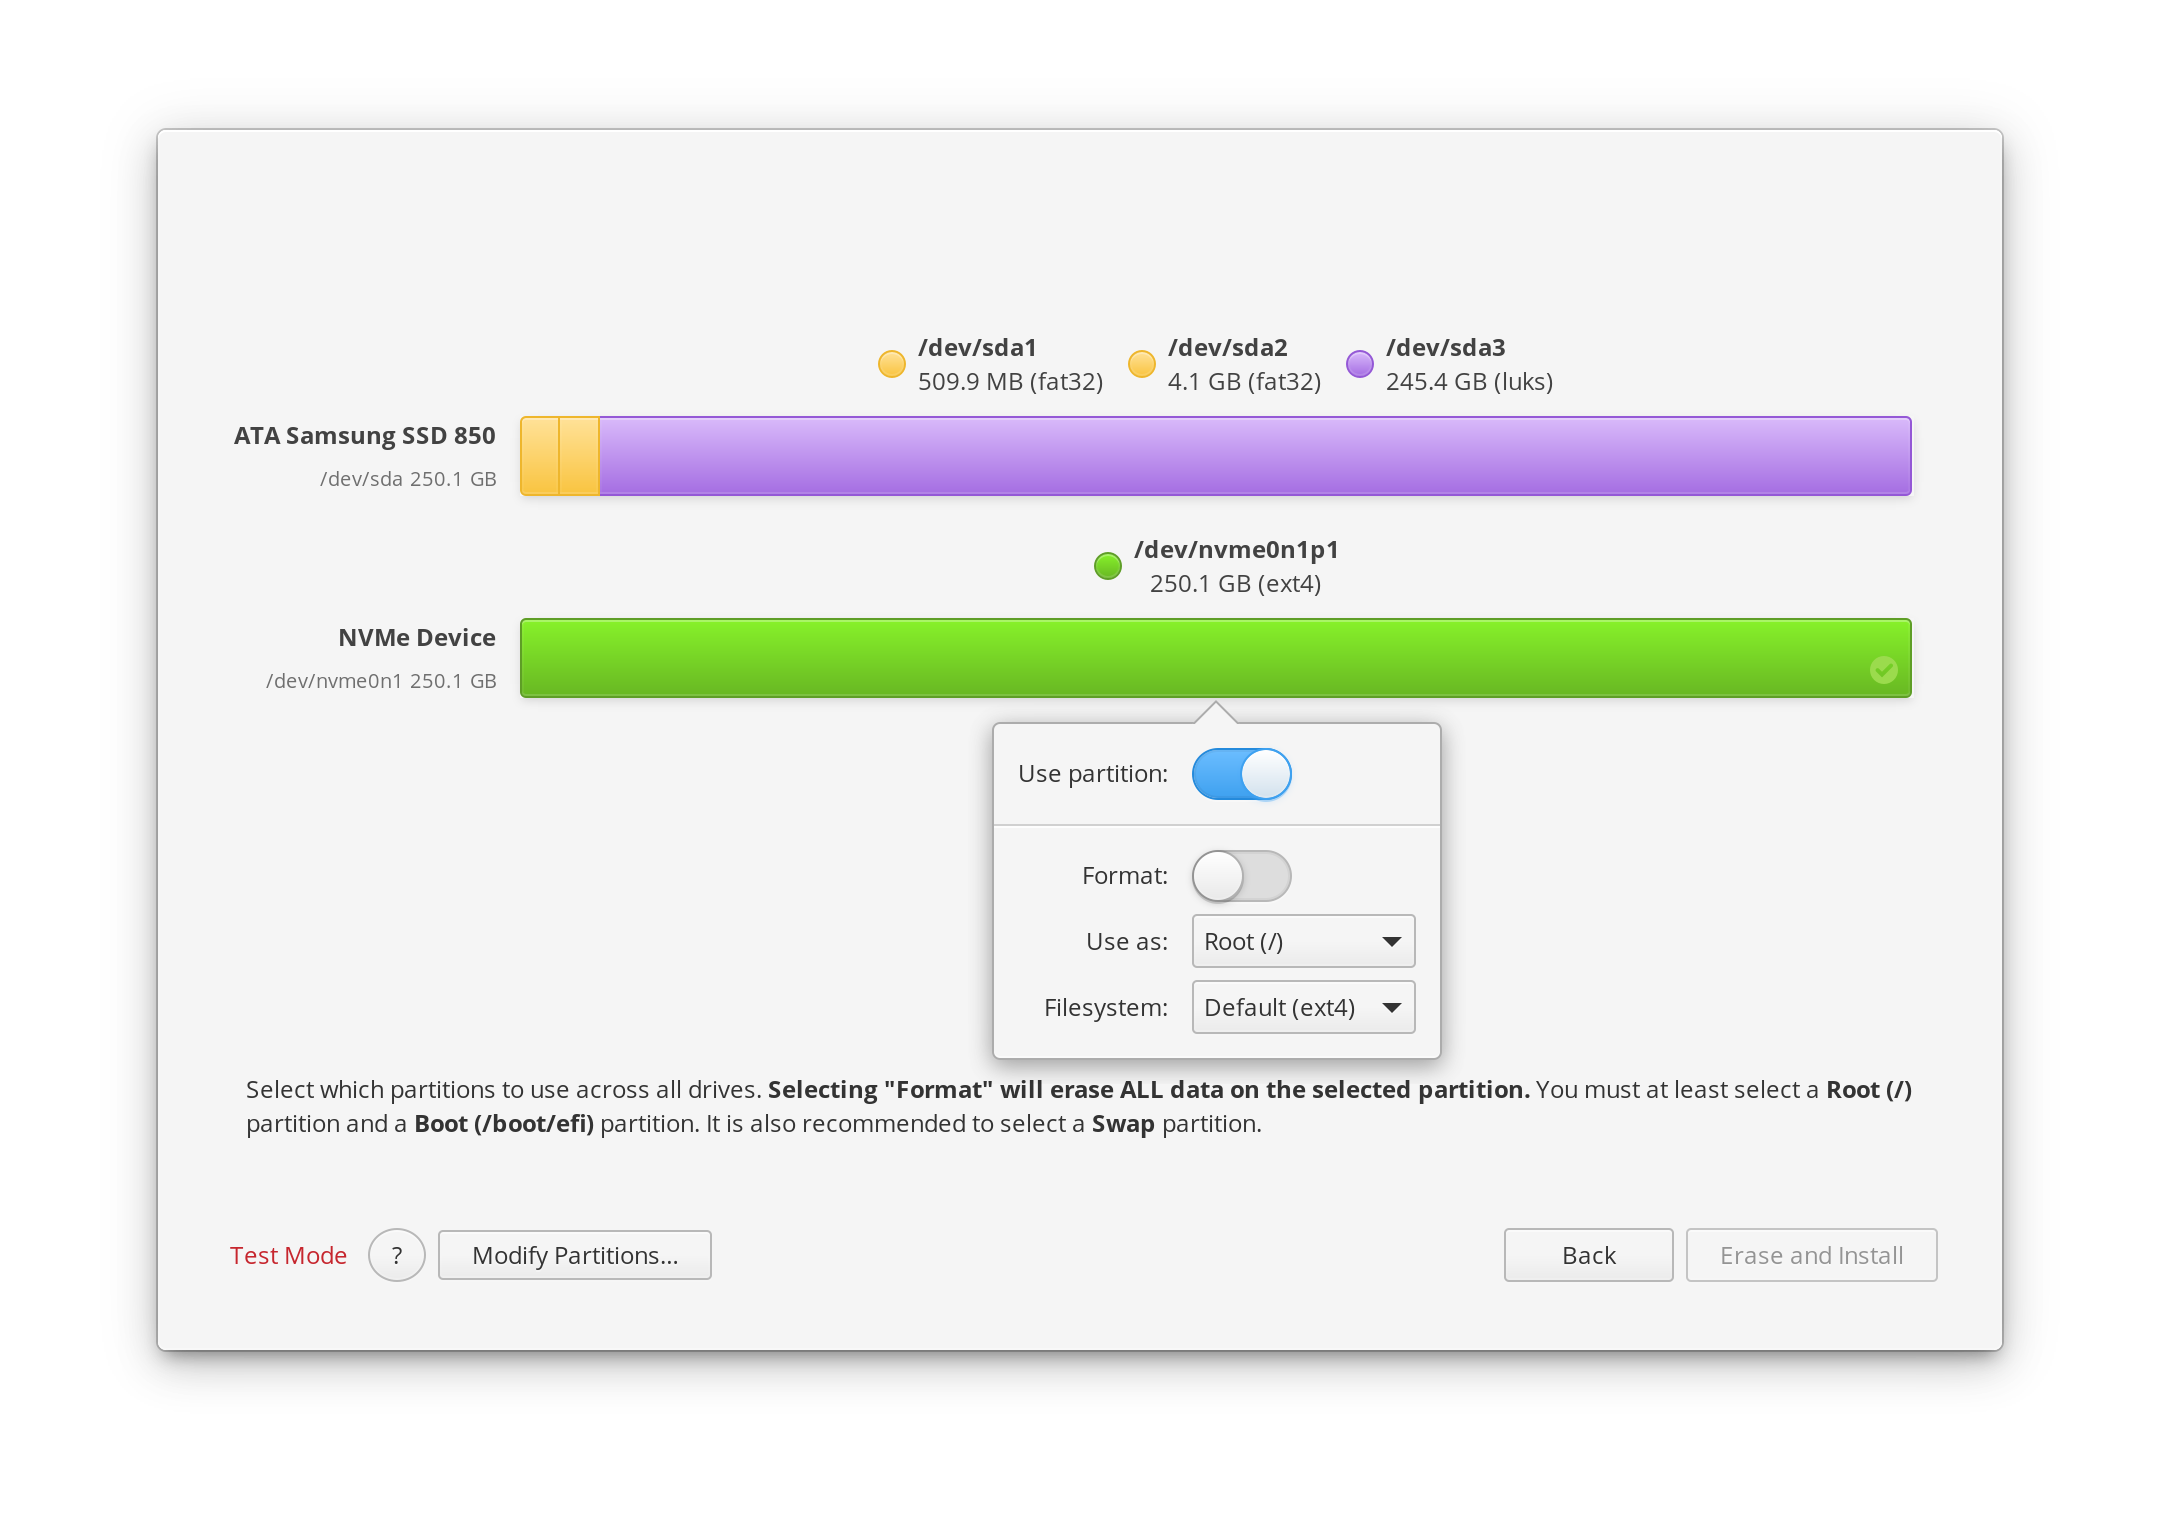 /dev/sda1
509.9 MB (fat32)
/dev/sda2
4.1 GB (fat32)
/dev/sda3
245.4 GB (luks)
ATA Samsung SSD 850
/dev/sda 250.1 GB
/dev/nvme0n1p1
250.1 GB (ext4)
NVMe Device
/dev/nvme0n1 250.1 GB
Use partition:
Format:
Use as:
Root (/)
Filesystem:
Default (ext4)
Select which partitions to use across all drives. Selecting "Format" will erase ALL data on the selected partition. You must at least select a Root (/)
partition and a Boot (/boot/efi) partition. It is also recommended to select a Swap partition.
Test Mode
?
Modify Partitions...
Back
Erase and Install